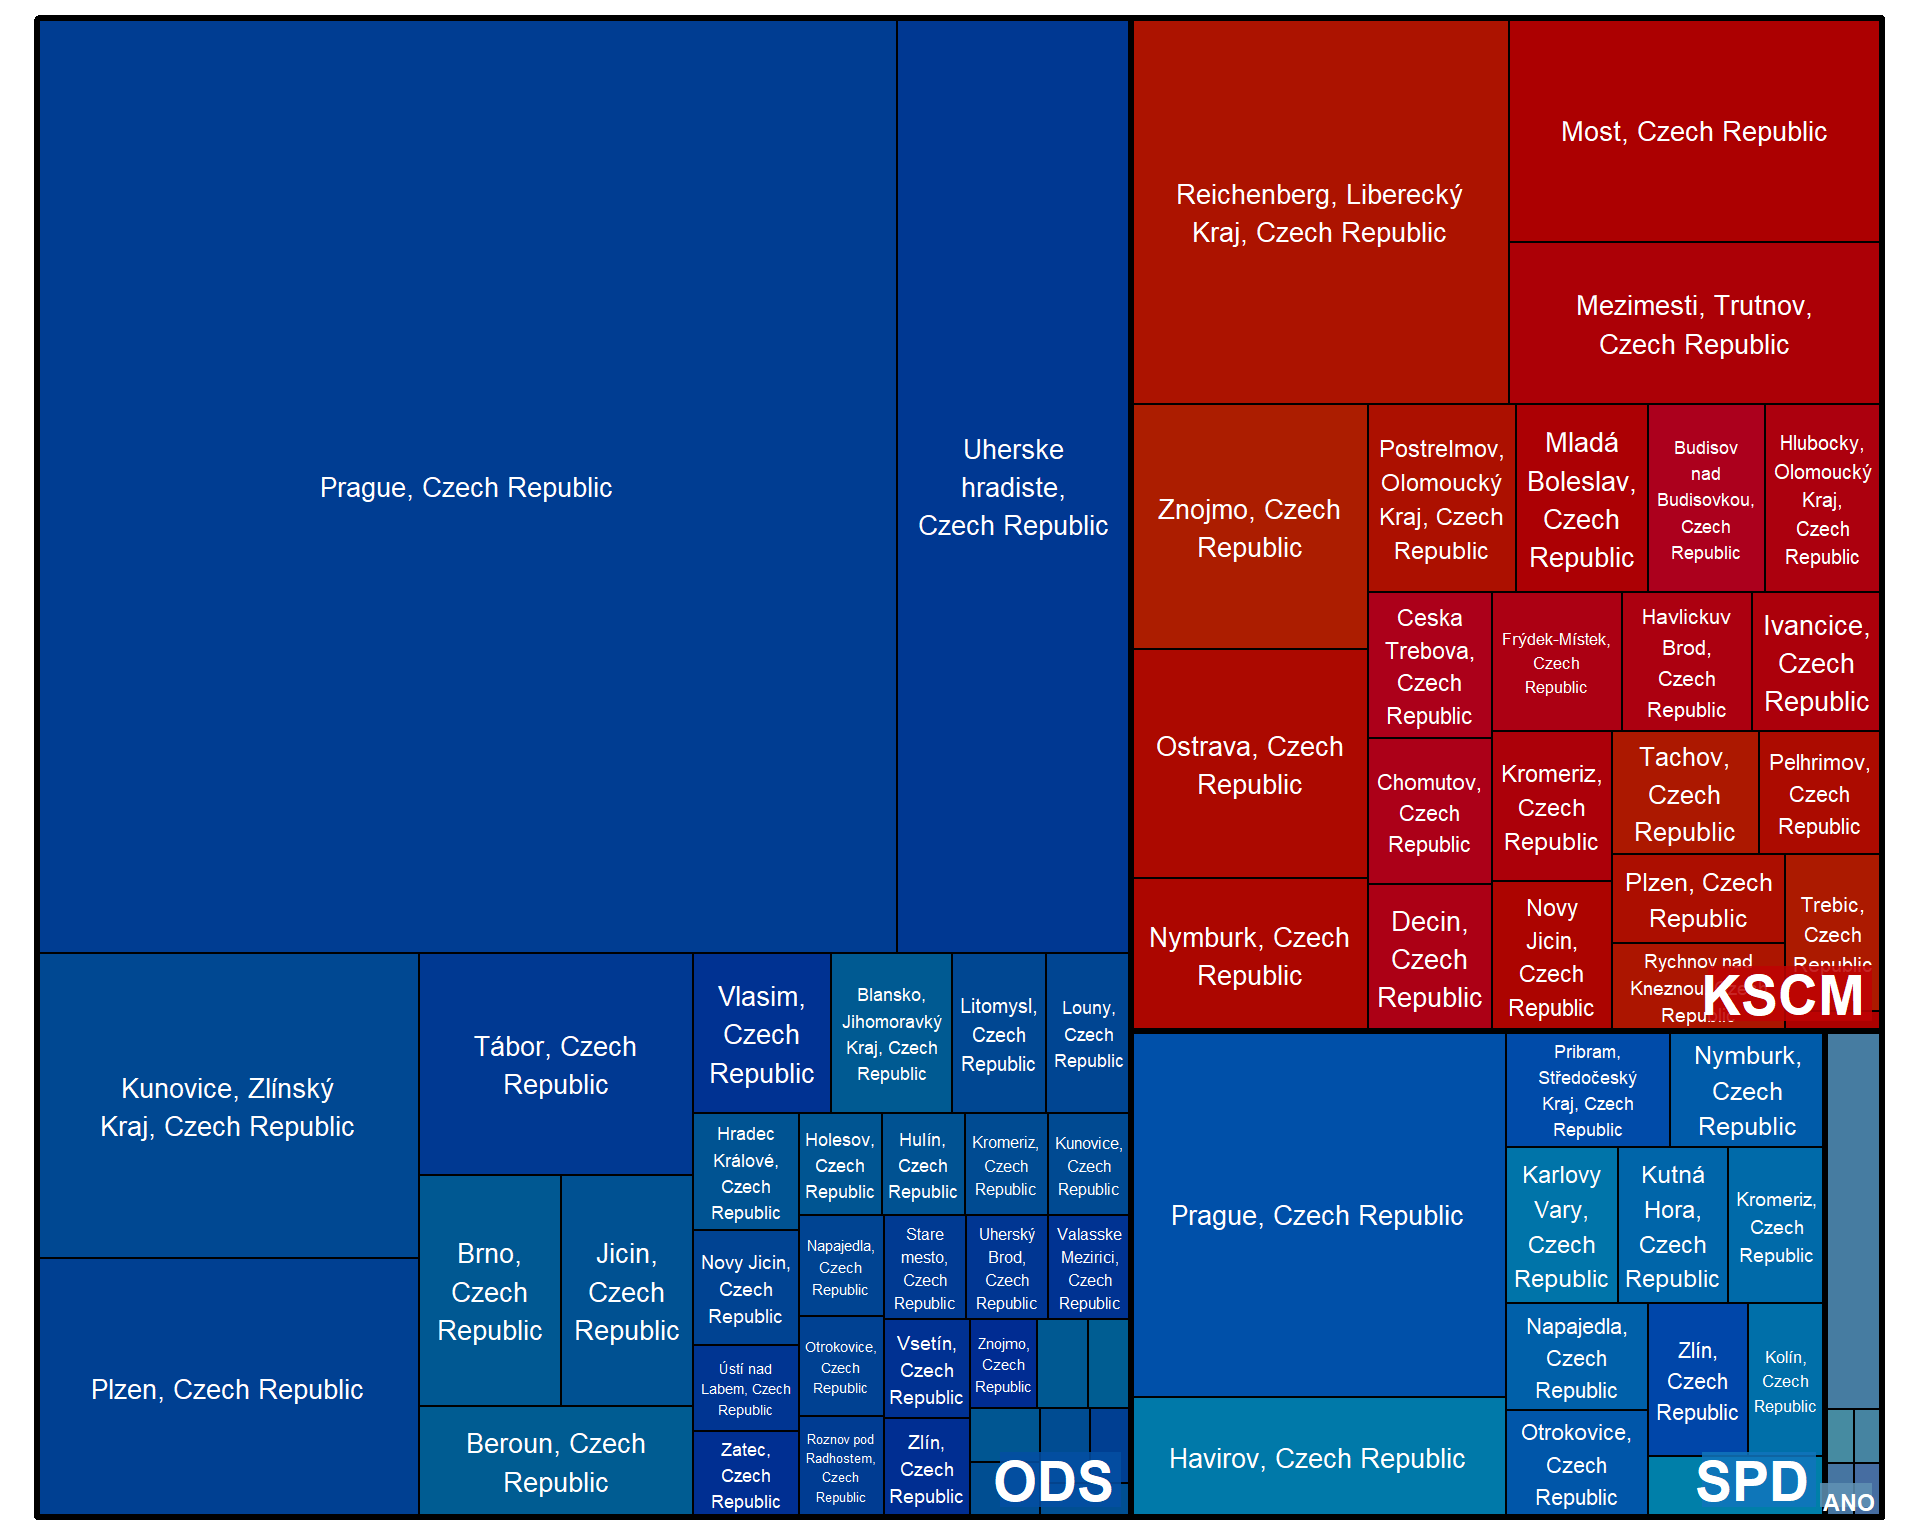 Prague, Czech Republic
Uherske
hradiste,
Czech Republic
Kunovice, Zlínský
Kraj, Czech Republic
Plzen, Czech Republic
Tábor, Czech
Republic
Brno,
Czech
Republic
Jicin,
Czech
Republic
Beroun, Czech
Republic
Vlasim,
Czech
Republic
Blansko,
Jihomoravký
Kraj, Czech
Republic
Litomysl,
Czech
Republic
Louny,
Czech
Republic
Hradec
Králové,
Czech
Republic
Holesov,
Czech
Republic
Hulín,
Czech
Republic
Kromeriz,
Czech
Republic
Kunovice,
Czech
Republic
Novy Jicin,
Czech
Republic
Napajedla,
Czech
Republic
Stare
mesto,
Czech
Republic
Uherský
Brod,
Czech
Republic
Valasske
Mezirici,
Czech
Republic
Ústí nad
Labem, Czech
Republic
Otrokovice,
Czech
Republic
Vsetín,
Czech
Republic
Znojmo,
Czech
Republic
Zatec,
Czech
Republic
Roznov pod
Radhostem,
Czech
Republic
Zlín,
Czech
Republic
ODS
Reichenberg, Liberecký
Kraj, Czech Republic
Most, Czech Republic
Mezimesti, Trutnov,
Czech Republic
Znojmo, Czech
Republic
Ostrava, Czech
Republic
Nymburk, Czech
Republic
Postrelmov,
Olomoucký
Kraj, Czech
Republic
Mladá
Boleslav,
Czech
Republic
Budisov
nad
Budisovkou,
Czech
Republic
Hlubocky,
Olomoucký
Kraj,
Czech
Republic
Ceska
Trebova,
Czech
Republic
Frýdek-Místek,
Czech
Republic
Havlickuv
Brod,
Czech
Republic
Ivancice,
Czech
Republic
Chomutov,
Czech
Republic
Kromeriz,
Czech
Republic
Tachov,
Czech
Republic
Pelhrimov,
Czech
Republic
Decin,
Czech
Republic
Novy
Jicin,
Czech
Republic
Plzen, Czech
Republic
Trebic,
Czech
Republic
Rychnov nad
Kneznou, Czech
Republic
KSCM
Prague, Czech Republic
Havirov, Czech Republic
Pribram,
Středočeský
Kraj, Czech
Republic
Nymburk,
Czech
Republic
Karlovy
Vary,
Czech
Republic
Kutná
Hora,
Czech
Republic
Kromeriz,
Czech
Republic
Napajedla,
Czech
Republic
Zlín,
Czech
Republic
Kolín,
Czech
Republic
Otrokovice,
Czech
Republic
SPD
ANO